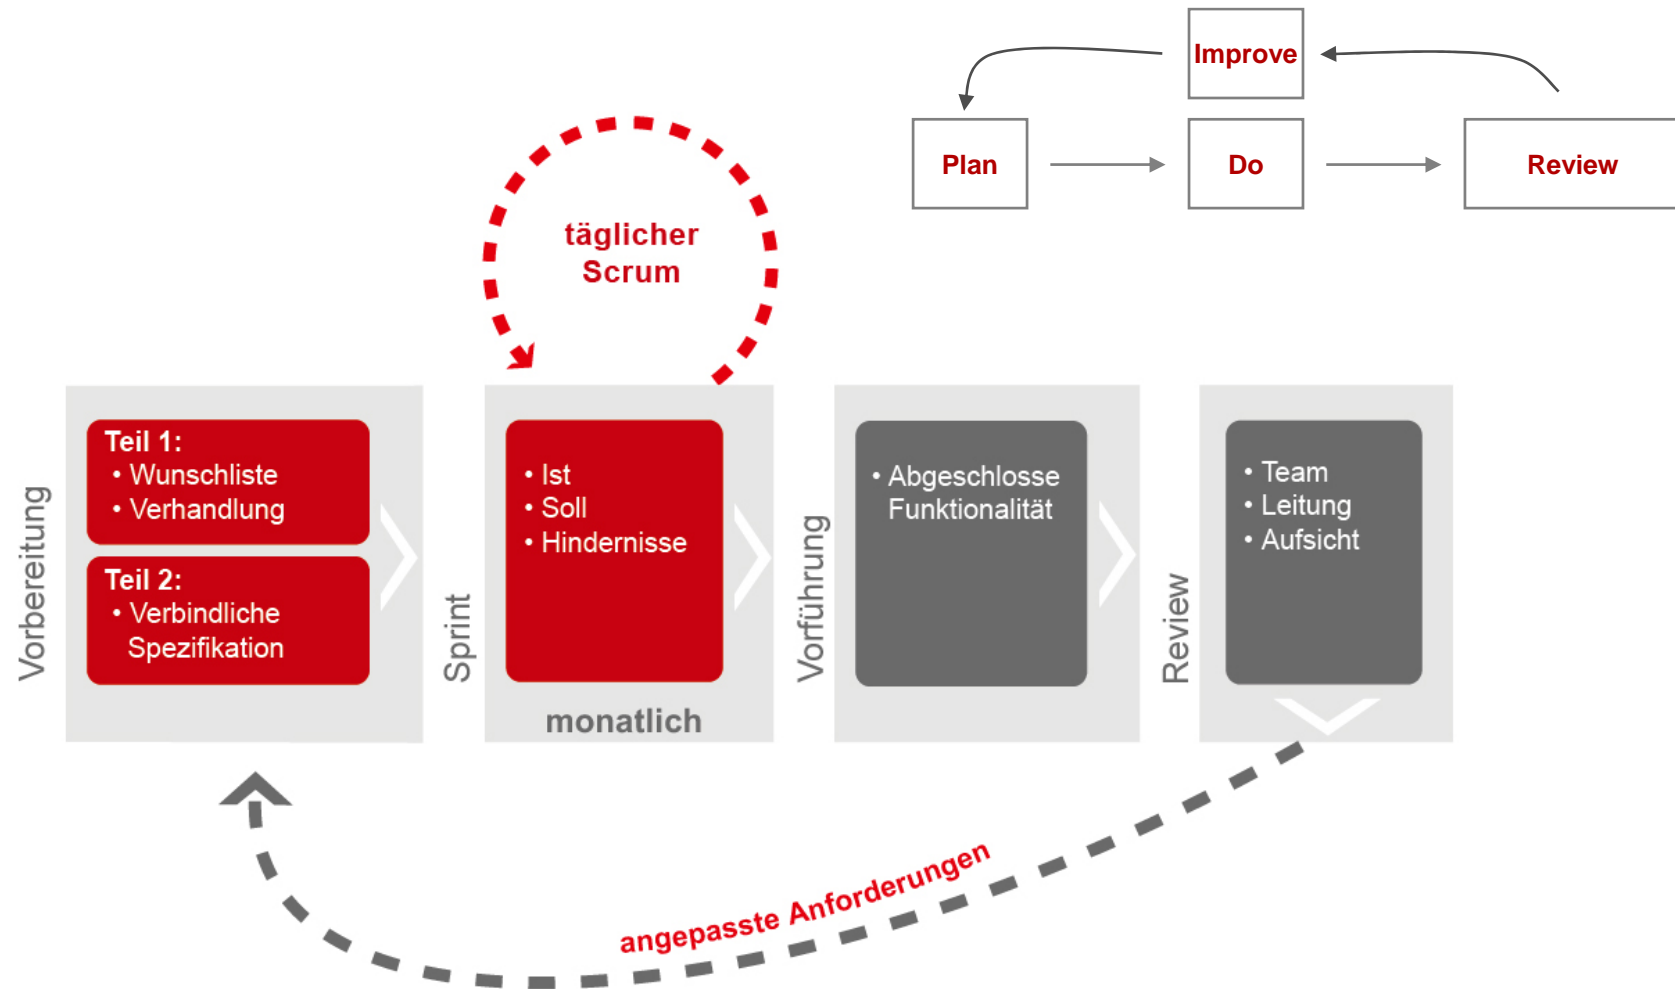 Improve
Plan
Do
Review
täglicher
Scrum
Vorbereitung
Teil 1:
• Wunschliste
• Verhandlung
Teil 2:
• Verbindliche
Spezifikation
Sprint
• Ist
• Soll
• Hindernisse
monatlich
Vorführung
• Abgeschlosse
Funktionalität
Review
• Team
• Leitung
• Aufsicht
angepasste Anforderungen